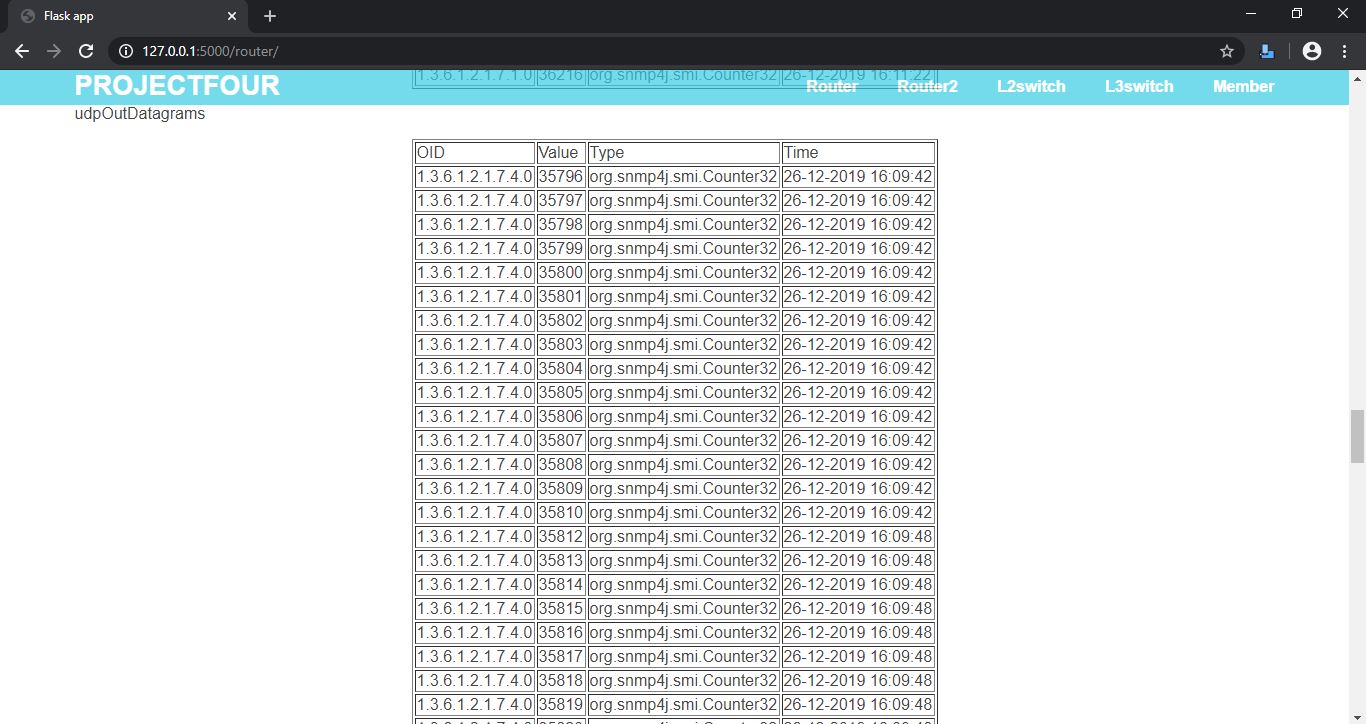 Flask app
127.0.0.1:5000/router/
1.3.6.1.2.1.7.1.0 36216 org.snmp4j.smi.Counter32 26-12-2019 16:11:22
PROJECTFOUR Router Router2 L2switch L3switch Member
udpOutDatagrams
OID Value Type Time
1.3.6.1.2.1.7.4.0 35796 org.snmp4j.smi.Counter32 26-12-2019 16:09:42
1.3.6.1.2.1.7.4.0 35797 org.snmp4j.smi.Counter32 26-12-2019 16:09:42
1.3.6.1.2.1.7.4.0 35798 org.snmp4j.smi.Counter32 26-12-2019 16:09:42
1.3.6.1.2.1.7.4.0 35799 org.snmp4j.smi.Counter32 26-12-2019 16:09:42
1.3.6.1.2.1.7.4.0 35800 org.snmp4j.smi.Counter32 26-12-2019 16:09:42
1.3.6.1.2.1.7.4.0 35801 org.snmp4j.smi.Counter32 26-12-2019 16:09:42
1.3.6.1.2.1.7.4.0 35802 org.snmp4j.smi.Counter32 26-12-2019 16:09:42
1.3.6.1.2.1.7.4.0 35803 org.snmp4j.smi.Counter32 26-12-2019 16:09:42
1.3.6.1.2.1.7.4.0 35804 org.snmp4j.smi.Counter32 26-12-2019 16:09:42
1.3.6.1.2.1.7.4.0 35805 org.snmp4j.smi.Counter32 26-12-2019 16:09:42
1.3.6.1.2.1.7.4.0 35806 org.snmp4j.smi.Counter32 26-12-2019 16:09:42
1.3.6.1.2.1.7.4.0 35807 org.snmp4j.smi.Counter32 26-12-2019 16:09:42
1.3.6.1.2.1.7.4.0 35808 org.snmp4j.smi.Counter32 26-12-2019 16:09:42
1.3.6.1.2.1.7.4.0 35809 org.snmp4j.smi.Counter32 26-12-2019 16:09:42
1.3.6.1.2.1.7.4.0 35810 org.snmp4j.smi.Counter32 26-12-2019 16:09:42
1.3.6.1.2.1.7.4.0 35812 org.snmp4j.smi.Counter32 26-12-2019 16:09:48
1.3.6.1.2.1.7.4.0 35813 org.snmp4j.smi.Counter32 26-12-2019 16:09:48
1.3.6.1.2.1.7.4.0 35814 org.snmp4j.smi.Counter32 26-12-2019 16:09:48
1.3.6.1.2.1.7.4.0 35815 org.snmp4j.smi.Counter32 26-12-2019 16:09:48
1.3.6.1.2.1.7.4.0 35816 org.snmp4j.smi.Counter32 26-12-2019 16:09:48
1.3.6.1.2.1.7.4.0 35817 org.snmp4j.smi.Counter32 26-12-2019 16:09:48
1.3.6.1.2.1.7.4.0 35818 org.snmp4j.smi.Counter32 26-12-2019 16:09:48
1.3.6.1.2.1.7.4.0 35819 org.snmp4j.smi.Counter32 26-12-2019 16:09:48